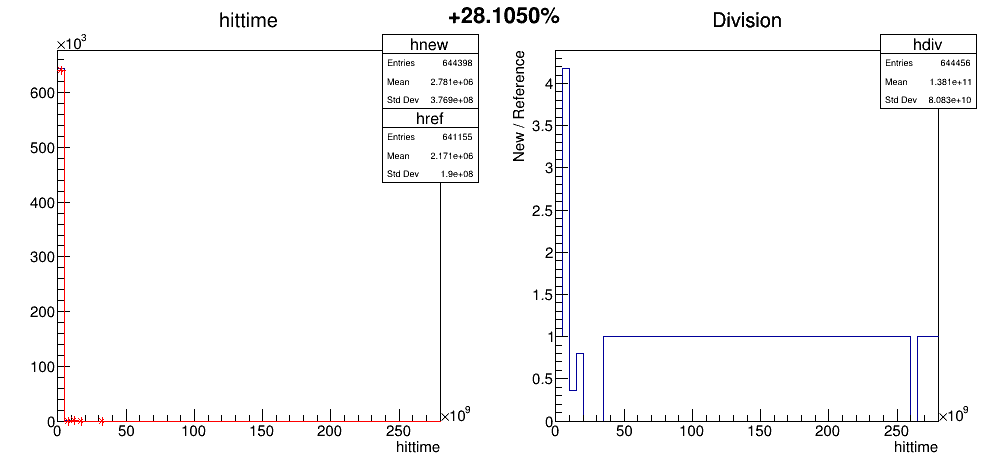 +28.1050%
hittime
×10³
hnew
Entries 644398
Mean 2.781e+06
Std Dev 3.769e+08
href
Entries 641155
Mean 2.171e+06
Std Dev 1.9e+08
600
500
400
300
200
100
0
0 50 100 150 200 250
×10⁹
hittime
Division
hdiv
Entries 644456
Mean 1.381e+11
Std Dev 8.083e+10
New / Reference
4
3.5
3
2.5
2
1.5
1
0.5
0
0 50 100 150 200 250
×10⁹
hittime